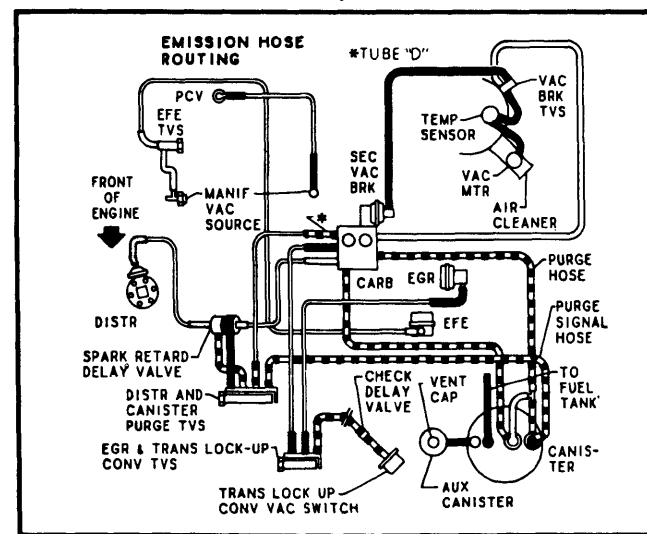 EMISSION HOSE
ROUTING
*TUBE "D"
PCV
EFE
TVS
VAC
BRK
TVS
TEMP
SENSOR
SEC
VAC
BRK
VAC
MTR
AIR
CLEANER
FRONT
OF
ENGINE
MANIF
VAC
SOURCE
*
CARB
EGR
PURGE
HOSE
DISTR
EFE
PURGE
SIGNAL
HOSE
SPARK RETARD
DELAY VALVE
CHECK
DELAY
VALVE
VENT
CAP
TO
FUEL
TANK
DISTR AND
CANISTER
PURGE TVS
EGR & TRANS LOCK-UP
CONV TVS
CANIS-
TER
TRANS LOCK UP
CONV VAC SWITCH
AUX
CANISTER